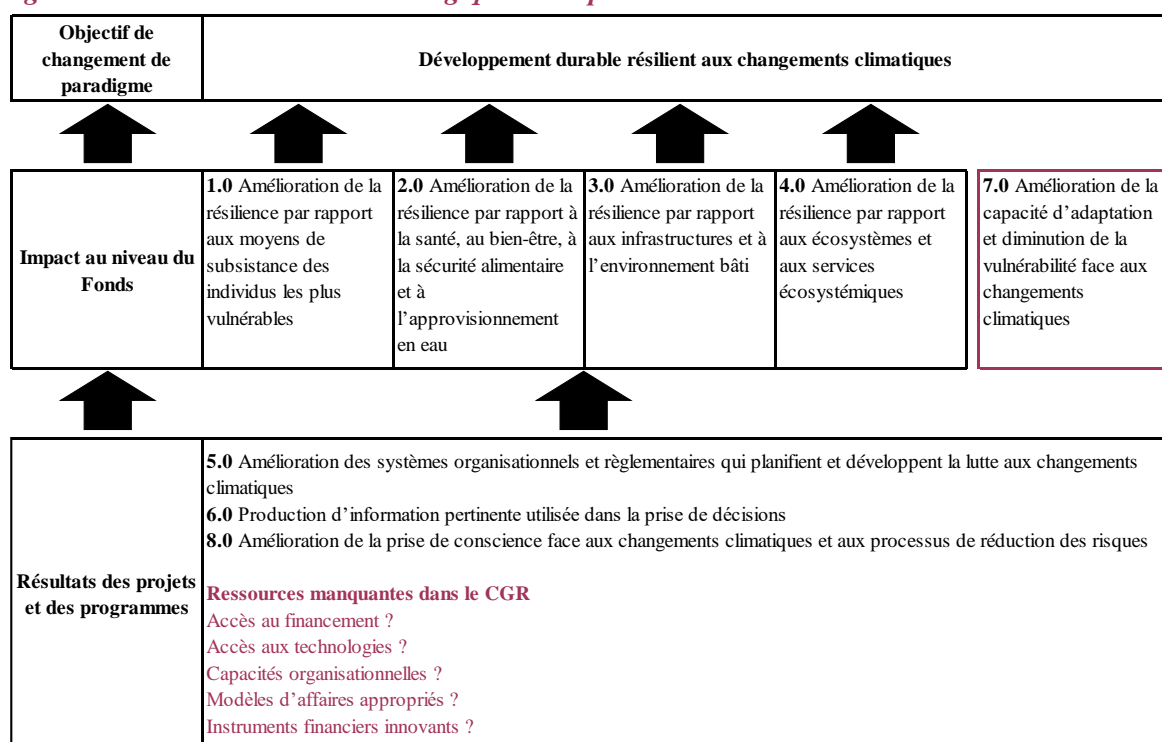 Objectif de
changement de
paradigme
Développement durable résilient aux changements climatiques
Impact au niveau du
Fonds
1.0 Amélioration de la
résilience par rapport
aux moyens de
subsistance des
individus les plus
vulnérables
2.0 Amélioration de la
résilience par rapport à
la santé, au bien-être, à
la sécurité alimentaire
et à
l’approvisionnement
en eau
3.0 Amélioration de la
résilience par rapport
aux infrastructures et à
l’environnement bâti
4.0 Amélioration de la
résilience par rapport
aux écosystèmes et
aux services
écosystémiques
7.0 Amélioration de la
capacité d’adaptation
et diminution de la
vulnérabilité face aux
changements
climatiques
Résultats des projets
et des programmes
5.0 Amélioration des systèmes organisationnels et règlementaires qui planifient et développent la lutte aux changements
climatiques
6.0 Production d’information pertinente utilisée dans la prise de décisions
8.0 Amélioration de la prise de conscience face aux changements climatiques et aux processus de réduction des risques
Ressources manquantes dans le CGR
Accès au financement ?
Accès aux technologies ?
Capacités organisationnelles ?
Modèles d’affaires appropriés ?
Instruments financiers innovants ?